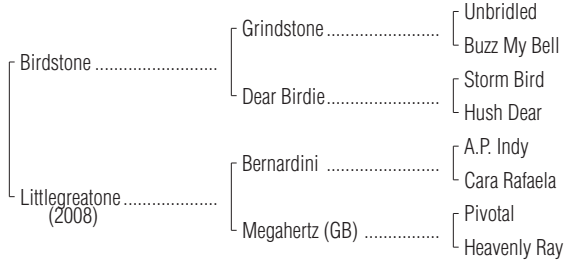 Unbridled
Grindstone ........................
Buzz My Bell
Birdstone ..........................
Storm Bird
Dear Birdie ........................
Hush Dear
A.P. Indy
Bernardini ........................
Cara Rafaela
Littlegreatone ....................
(2008)
Pivotal
Megahertz (GB) ................
Heavenly Ray